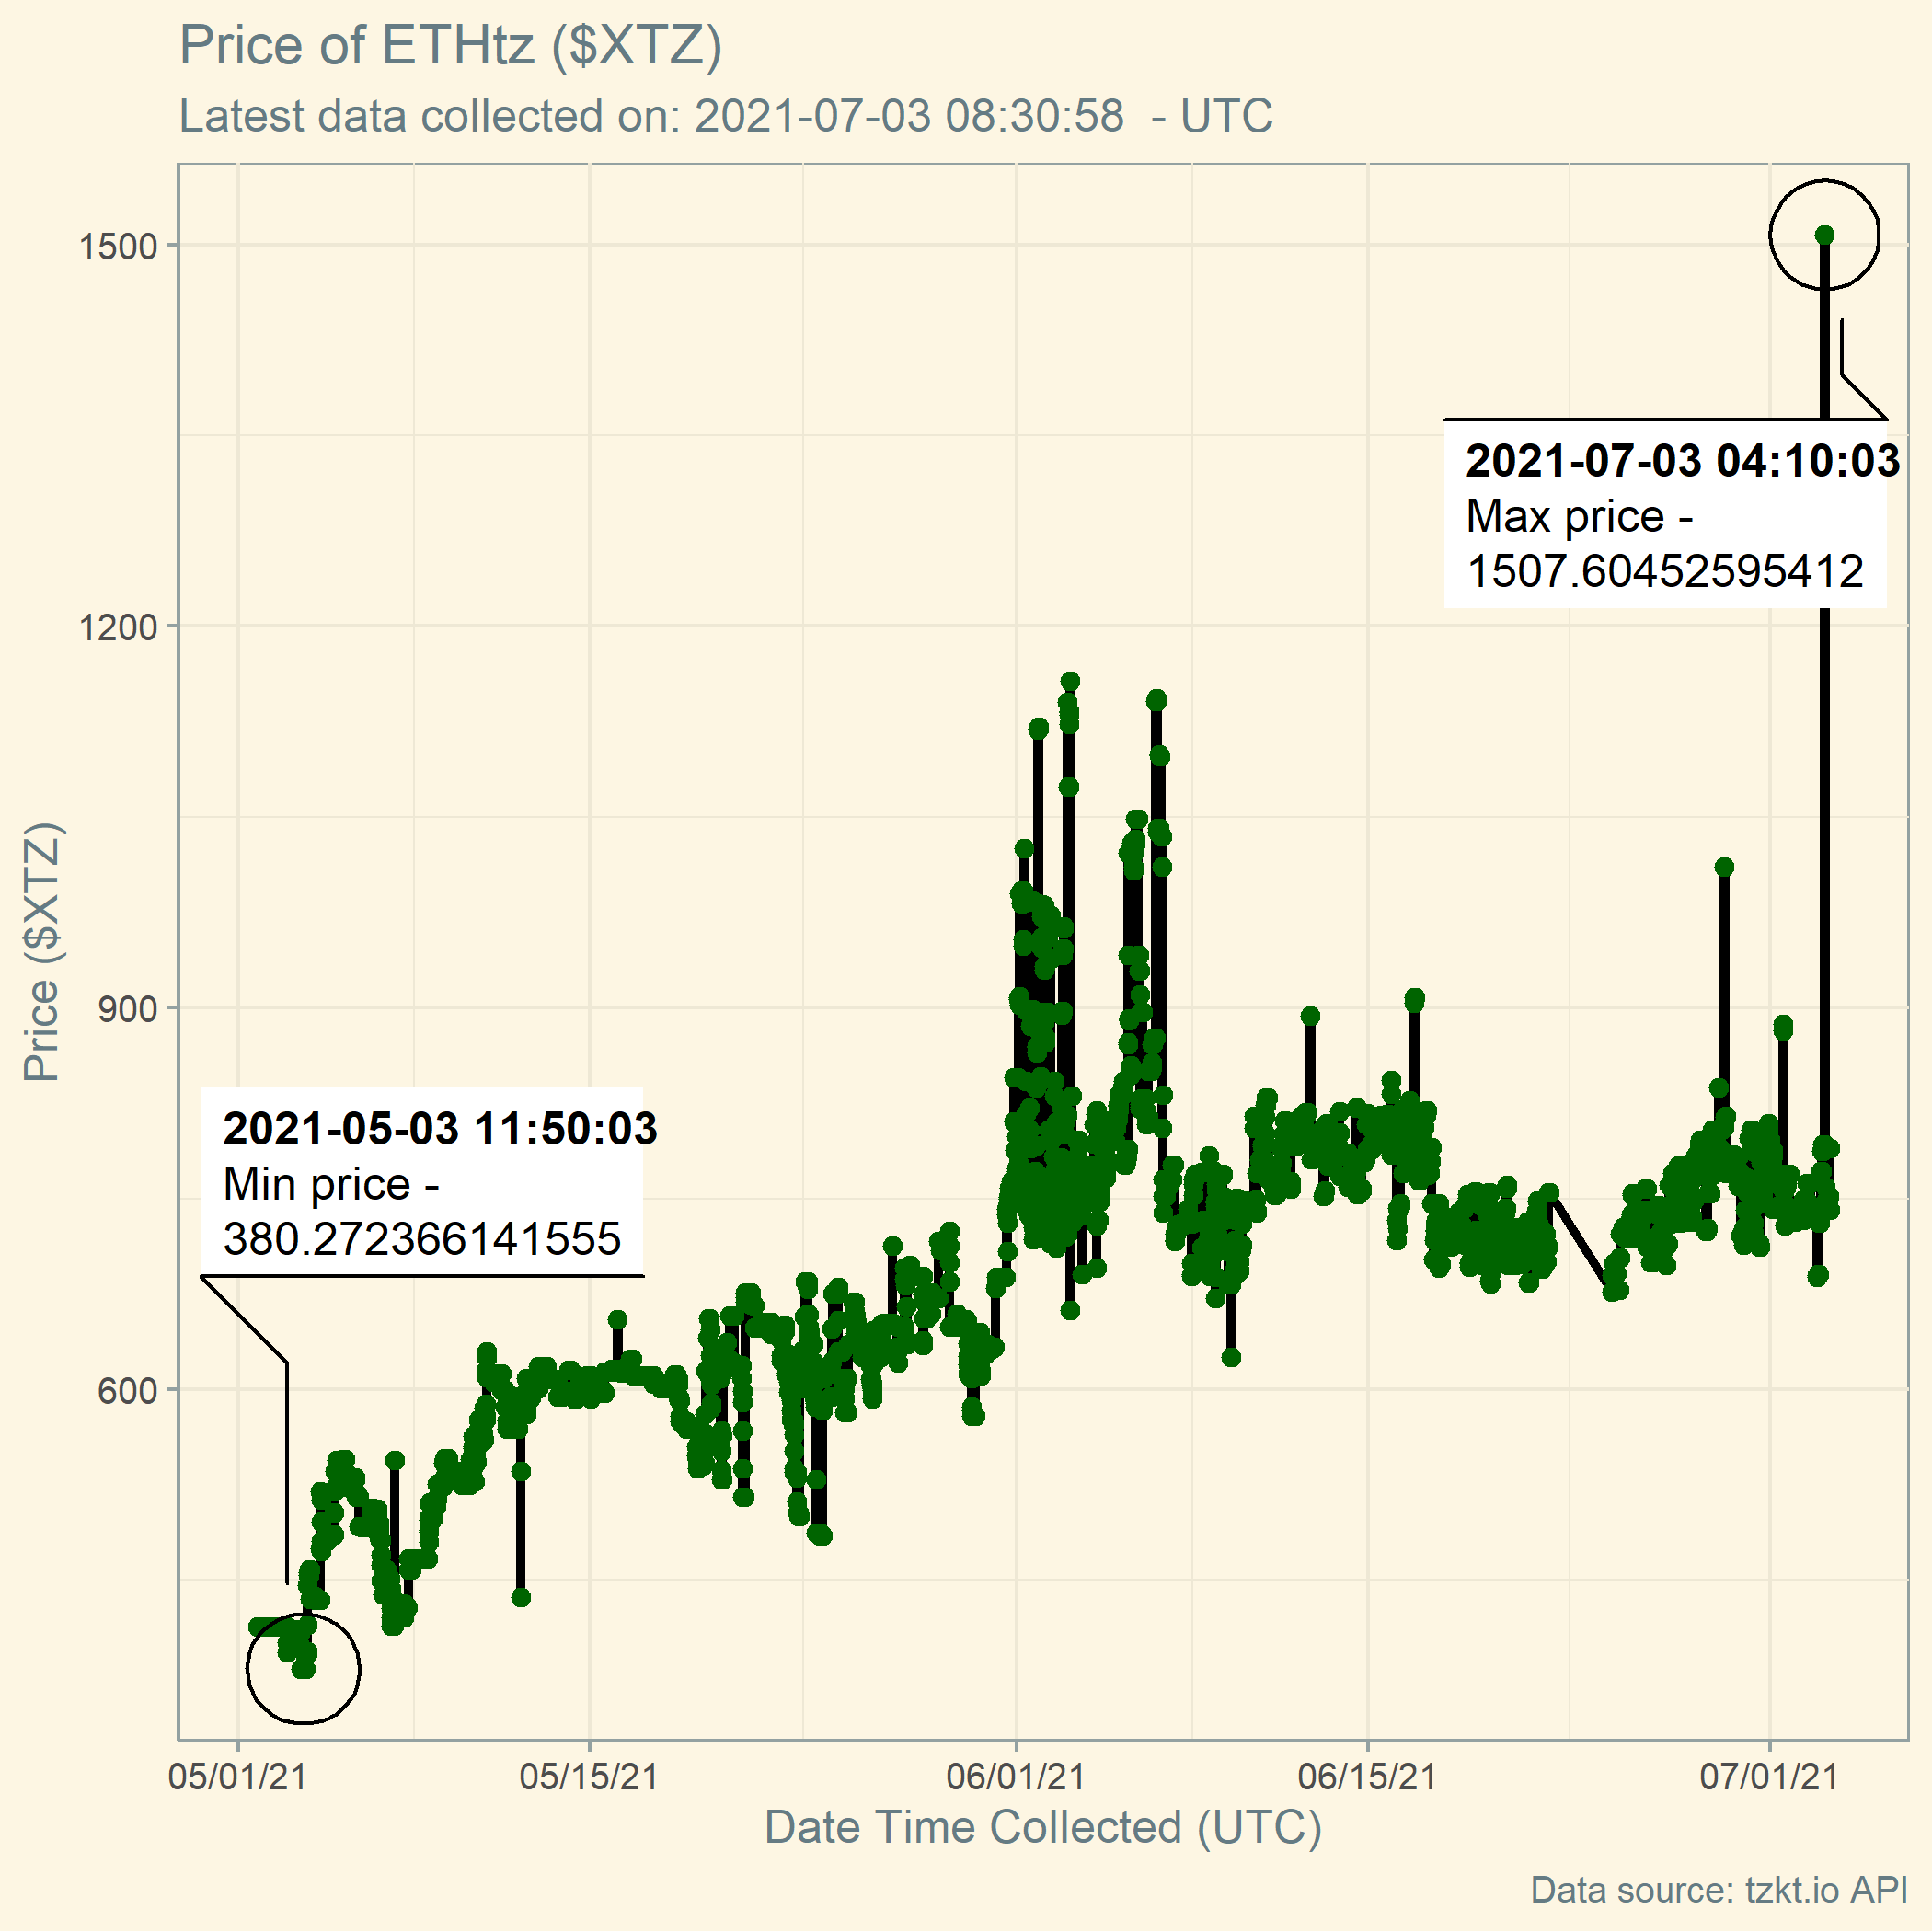 Price of ETHtz ($XTZ)
Latest data collected on: 2021-07-03 08:30:58  - UTC
1500
1200
900
600
Price ($XTZ)
2021-07-03 04:10:03
Max price -
1507.60452595412
2021-05-03 11:50:03
Min price -
380.272366141555
05/01/21
05/15/21
06/01/21
06/15/21
07/01/21
Date Time Collected (UTC)
Data source: tzkt.io API